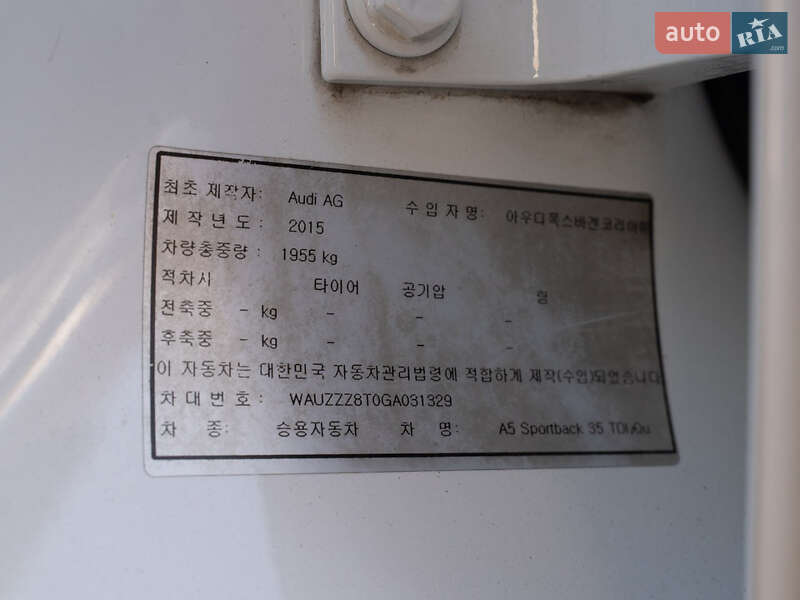 auto RIA.com
최초 제작자: Audi AG 수입자명: 아우디폭스바겐코리아㈜
제작년도: 2015
차량총중량: 1955 kg
적차시 타이어 공기압 림
전축중 - kg - - -
후축중 - kg - - -
이 자동차는 대한민국 자동차관리법령에 적합하게 제작(수입)되었습니다
차대번호: WAUZZZ8T0GA031329
차 종: 승용자동차 차 명: A5 Sportback 35 TDI